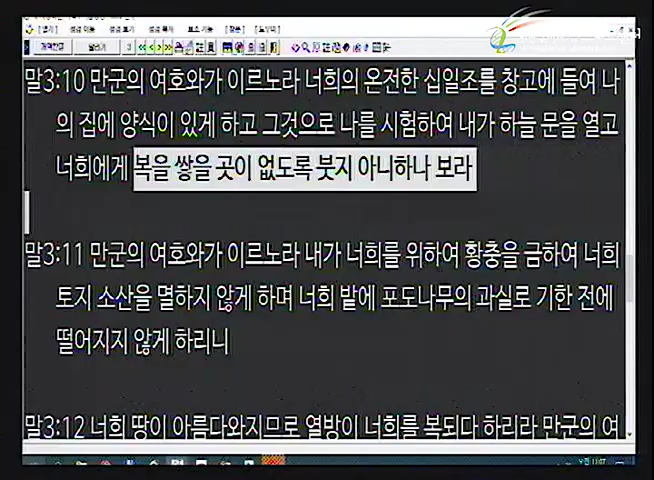 말3:10 만군의 여호와가 이르노라 너희의 온전한 십일조를 창고에 들여 나
의 집에 양식이 있게 하고 그것으로 나를 시험하여 내가 하늘 문을 열고
너희에게 복을 쌓을 곳이 없도록 붓지 아니하나 보라
말3:11 만군의 여호와가 이르노라 내가 너희를 위하여 황충을 금하여 너희
토지 소산을 멸하지 않게 하며 너희 밭에 포도나무의 과실로 기한 전에
떨어지지 않게 하리니
말3:12 너희 땅이 아름다와지므로 열방이 너희를 복되다 하리라 만군의 여